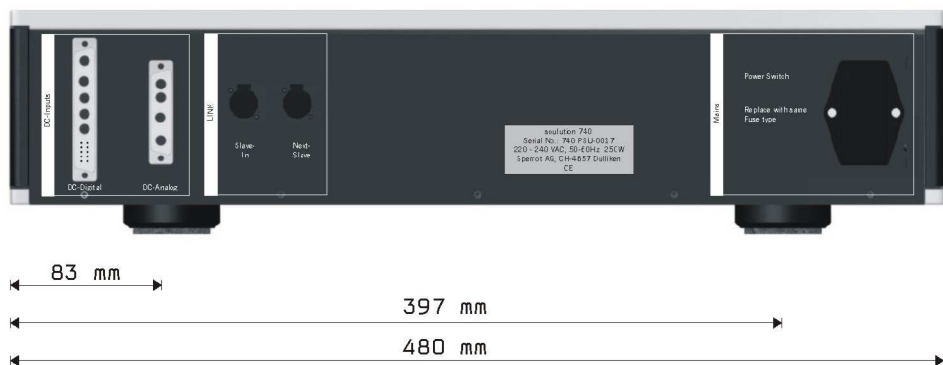 DC-Inputs
DC-Digital
DC-Analog
LINK
Slave-
In
Next-
Slave
soulution 740
Serial No.: 740 PSU-0017
220 - 240 VAC, 50-60Hz 250W
Sperrot AG, CH-4657 Dulliken
CE
Mains
Power Switch
Replace with same
Fuse type
83 mm
397 mm
480 mm